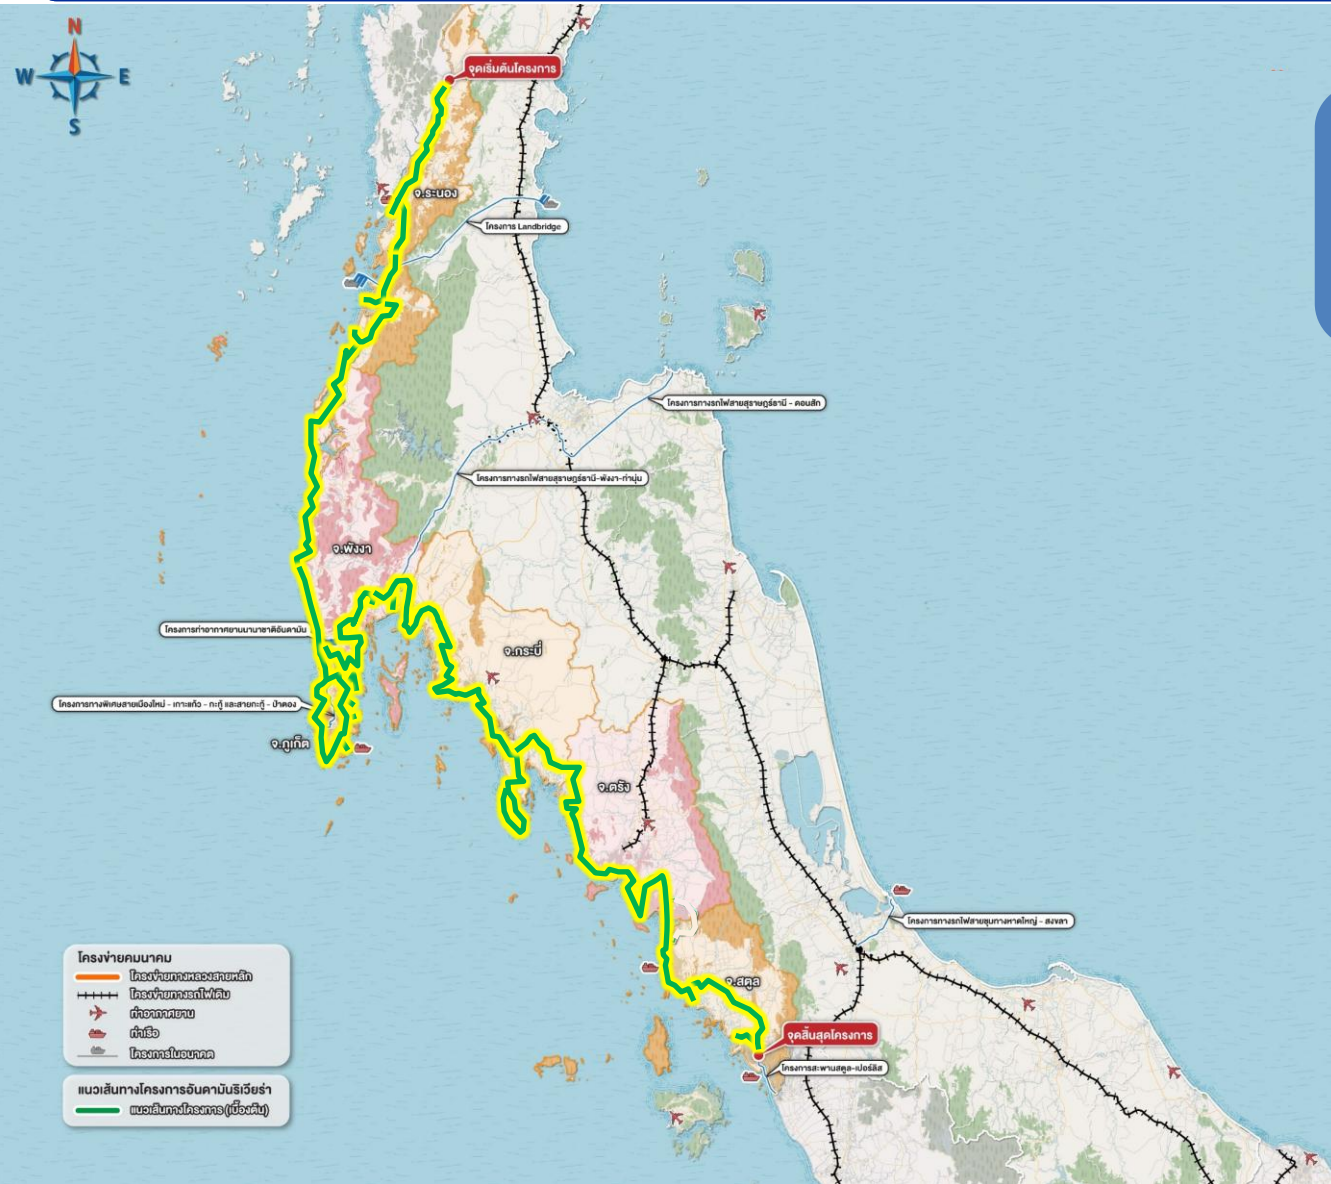 N
W
E
S
จุดเริ่มต้นโครงการ
จ.ระนอง
โครงการ Landbridge
โครงการทางรถไฟสายสุราษฎร์ธานี - ดอนสัก
โครงการทางรถไฟสายสุราษฎร์ธานี-พังงา-ท่านุ่น
จ.พังงา
โครงการท่าอากาศยานนานาชาติอันดามัน
จ.กระบี่
โครงการทางพิเศษสายเมืองใหม่ - เกาะแก้ว - กะทู้ และสายกะทู้ - ป่าตอง
จ.ภูเก็ต
จ.ตรัง
โครงการทางรถไฟสายชุมทางหาดใหญ่ - สงขลา
จ.สตูล
จุดสิ้นสุดโครงการ
โครงการสะพานสตูล-เปอร์ลิส
โครงข่ายคมนาคม
โครงข่ายทางหลวงสายหลัก
โครงข่ายทางรถไฟเดิม
ท่าอากาศยาน
ท่าเรือ
โครงการในอนาคต
แนวเส้นทางโครงการอันดามันริเวียร่า
แนวเส้นทางโครงการ (เบื้องต้น)